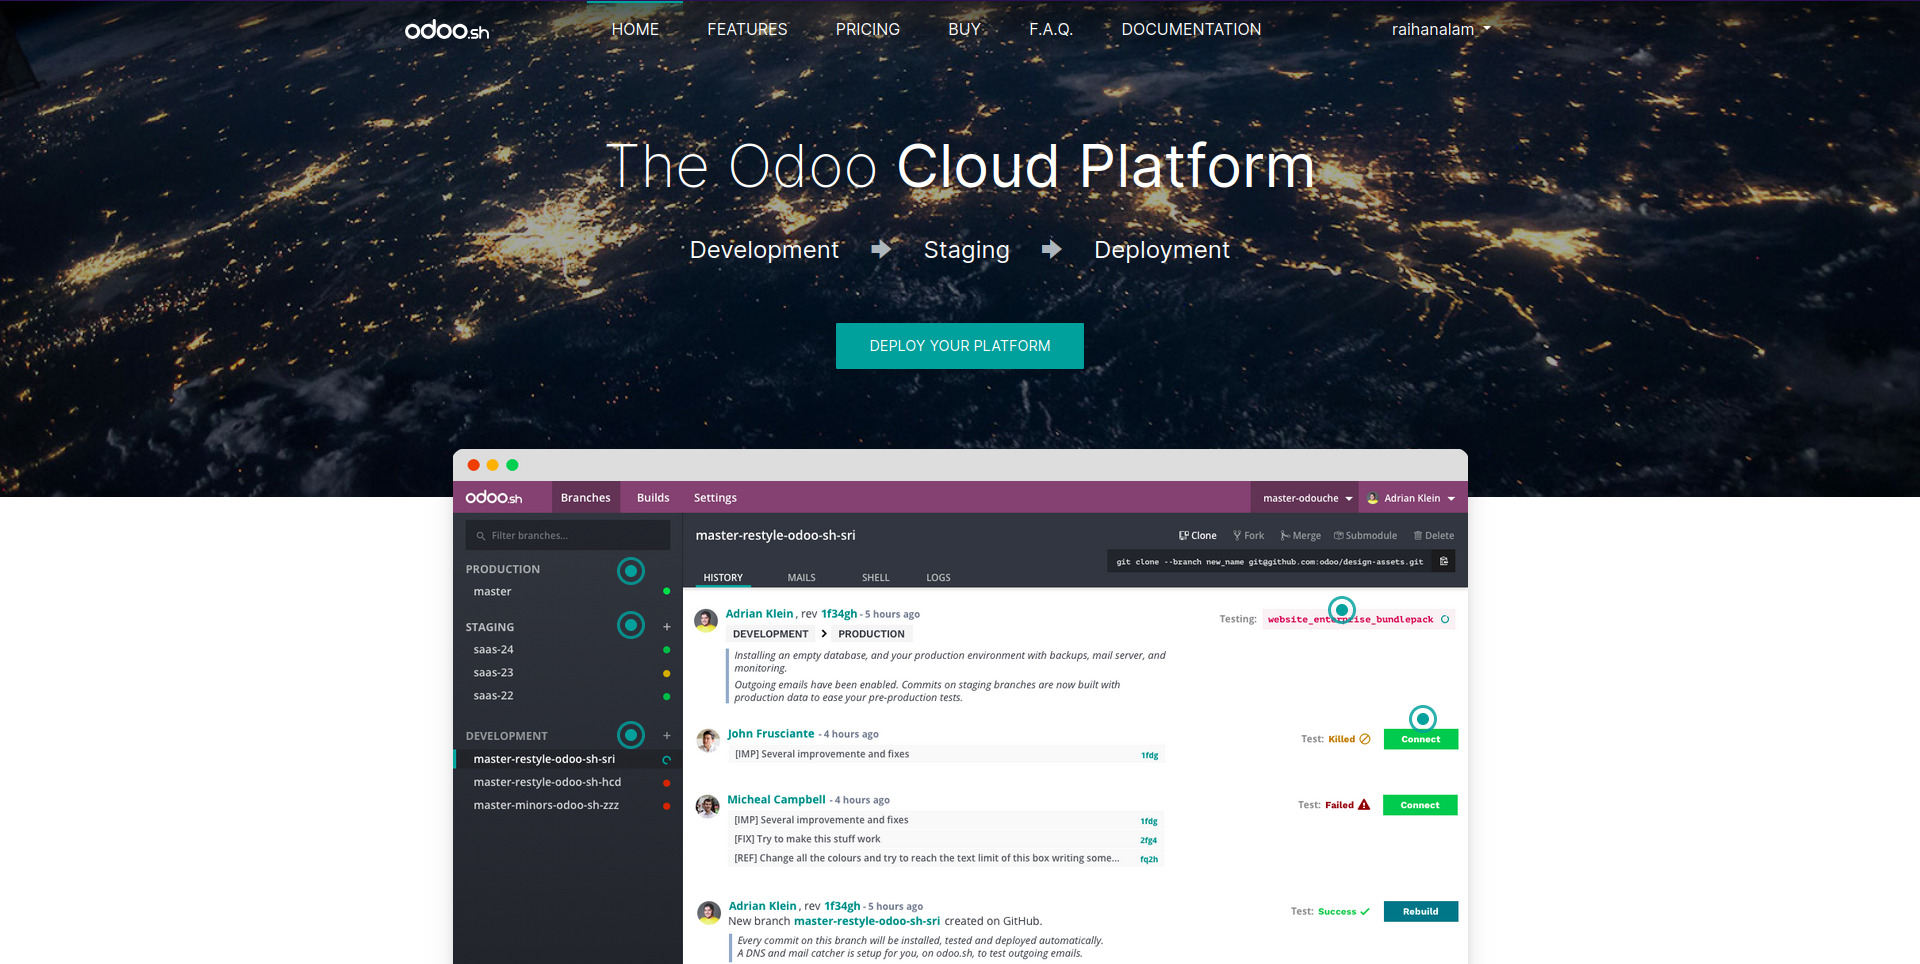 odoo.sh
HOME
FEATURES
PRICING
BUY
F.A.Q.
DOCUMENTATION
raihanalam
The Odoo Cloud Platform
Development
Staging
Deployment
DEPLOY YOUR PLATFORM
odoo.sh
Branches
Builds
Settings
master-odouche
Adrian Klein
Filter branches...
PRODUCTION
master
STAGING
+
saas-24
saas-23
saas-22
DEVELOPMENT
+
master-restyle-odoo-sh-sri
master-restyle-odoo-sh-hcd
master-minors-odoo-sh-zzz
master-restyle-odoo-sh-sri
Clone
Fork
Merge
Submodule
Delete
git clone --branch new_name git@github.com:odoo/design-assets.git
HISTORY
MAILS
SHELL
LOGS
Adrian Klein, rev 1f34gh - 5 hours ago
Testing: website_enterprise_bundlepack
DEVELOPMENT > PRODUCTION
Installing an empty database, and your production environment with backups, mail server, and
monitoring.
Outgoing emails have been enabled. Commits on staging branches are now built with
production data to ease your pre-production tests.
John Frusciante - 4 hours ago
Test: Killed
Connect
[IMP] Several improvemente and fixes
1fdg
Micheal Campbell - 4 hours ago
Test: Failed
Connect
[IMP] Several improvemente and fixes
1fdg
[FIX] Try to make this stuff work
2fg4
[REF] Change all the colours and try to reach the text limit of this box writing some...
fq2h
Adrian Klein, rev 1f34gh - 5 hours ago
Test: Success
Rebuild
New branch master-restyle-odoo-sh-sri created on GitHub.
Every commit on this branch will be installed, tested and deployed automatically.
A DNS and mail catcher is setup for you, on odoo.sh, to test outgoing emails.